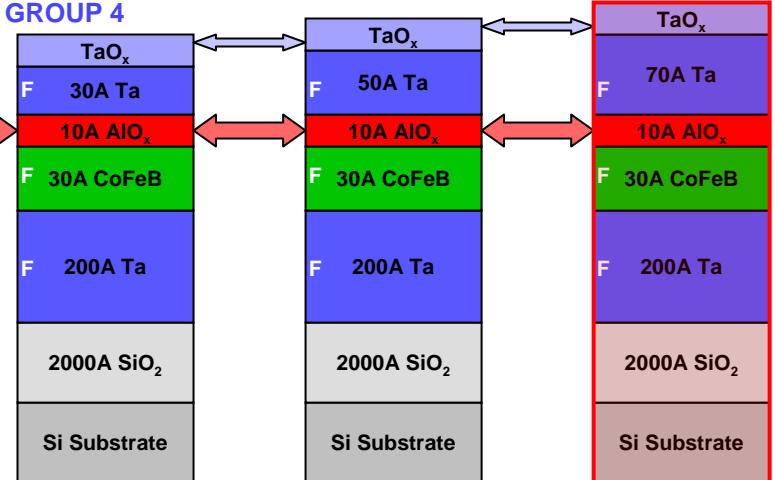 GROUP 4
TaOₓ
F 30A Ta
10A AlOₓ
F 30A CoFeB
F 200A Ta
2000A SiO₂
Si Substrate
TaOₓ
F 50A Ta
10A AlOₓ
F 30A CoFeB
F 200A Ta
2000A SiO₂
Si Substrate
TaOₓ
F 70A Ta
10A AlOₓ
F 30A CoFeB
F 200A Ta
2000A SiO₂
Si Substrate